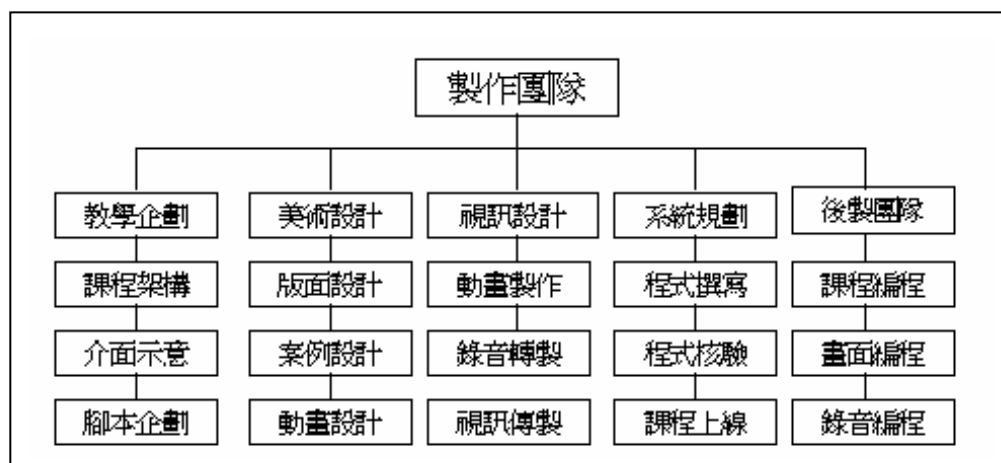 製作團隊
教學企劃
美術設計
視訊設計
系統規劃
後製團隊
課程架構
版面設計
動畫製作
程式撰寫
課程編程
介面示意
案例設計
錄音轉製
程式核驗
畫面編程
腳本企劃
動畫設計
視訊傳製
課程上線
錄音編程